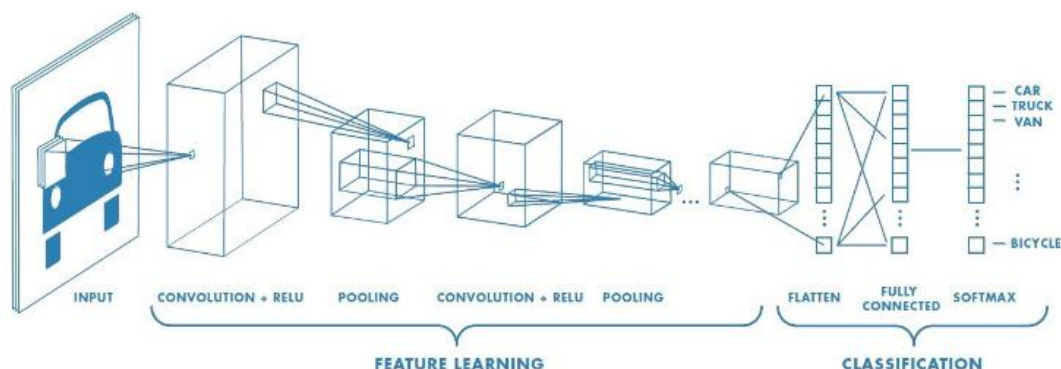 CAR
TRUCK
VAN
BICYCLE
INPUT
CONVOLUTION + RELU
POOLING
CONVOLUTION + RELU
POOLING
FLATTEN
FULLY
CONNECTED
SOFTMAX
FEATURE LEARNING
CLASSIFICATION